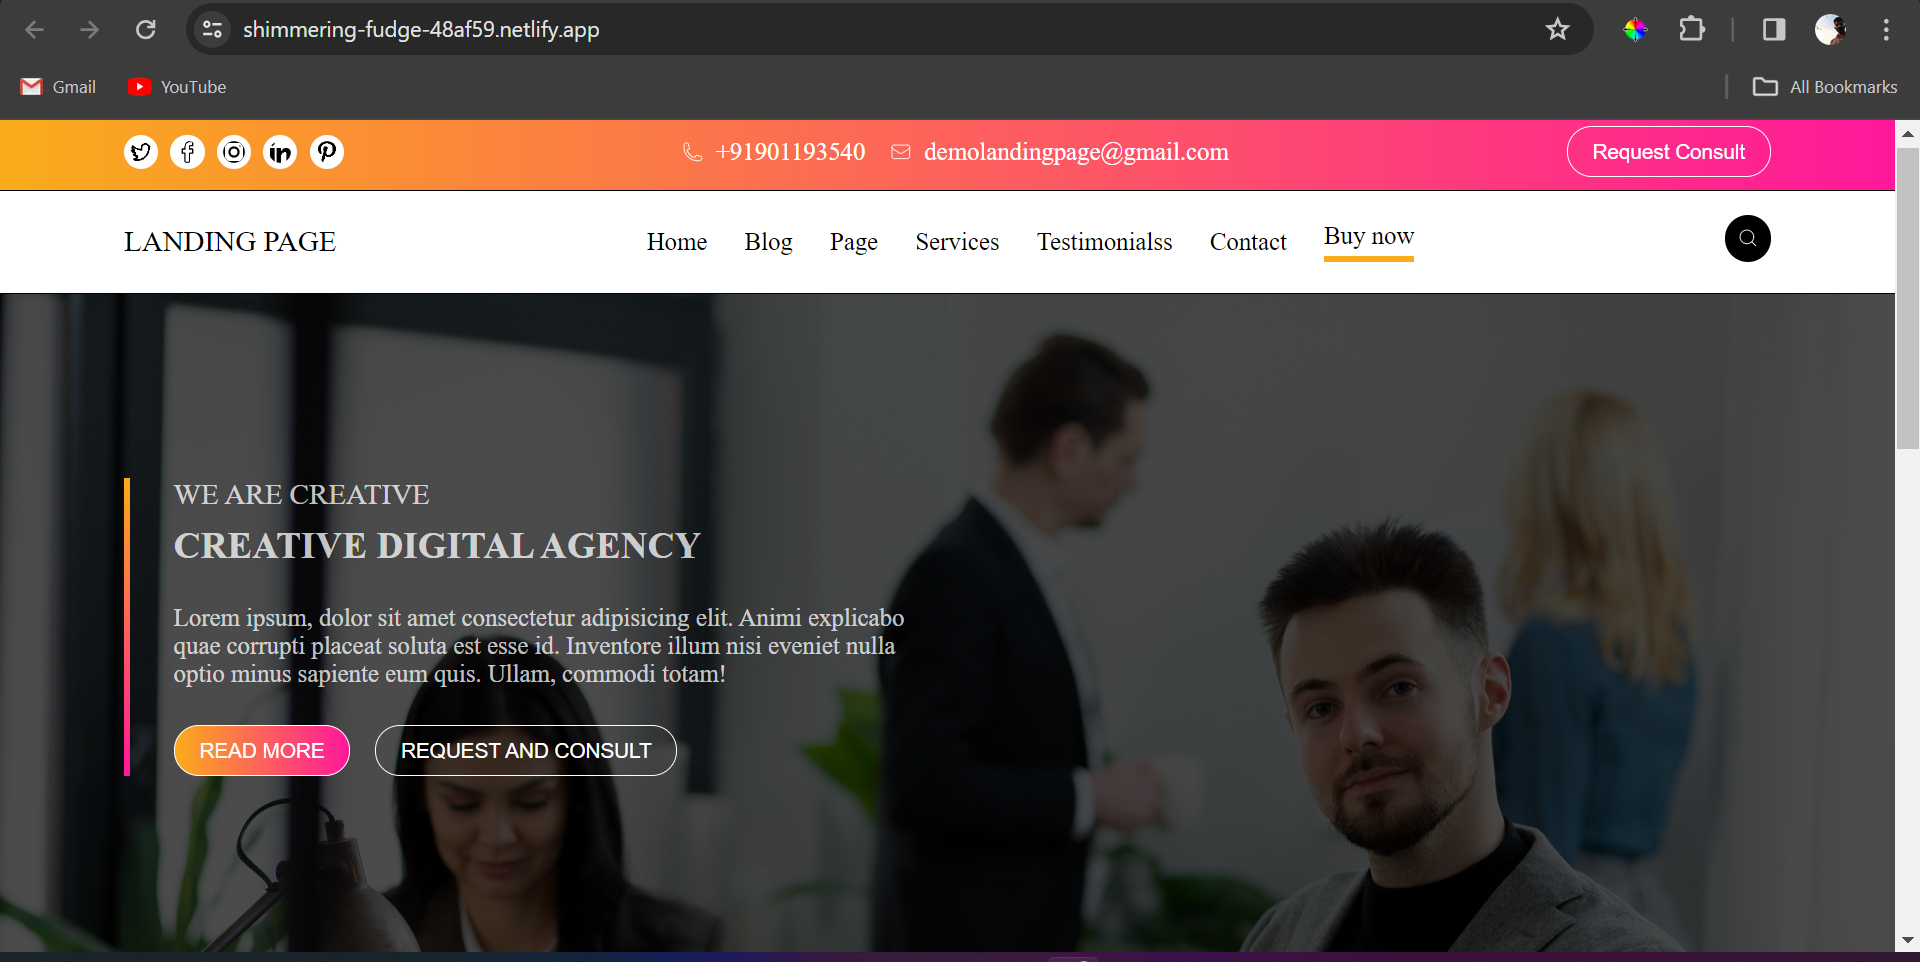 shimmering-fudge-48af59.netlify.app
Gmail YouTube All Bookmarks
+91901193540 demolandingpage@gmail.com Request Consult
LANDING PAGE Home Blog Page Services Testimonialss Contact Buy now
WE ARE CREATIVE
CREATIVE DIGITAL AGENCY
Lorem ipsum, dolor sit amet consectetur adipisicing elit. Animi explicabo
quae corrupti placeat soluta est esse id. Inventore illum nisi eveniet nulla
optio minus sapiente eum quis. Ullam, commodi totam!
READ MORE REQUEST AND CONSULT